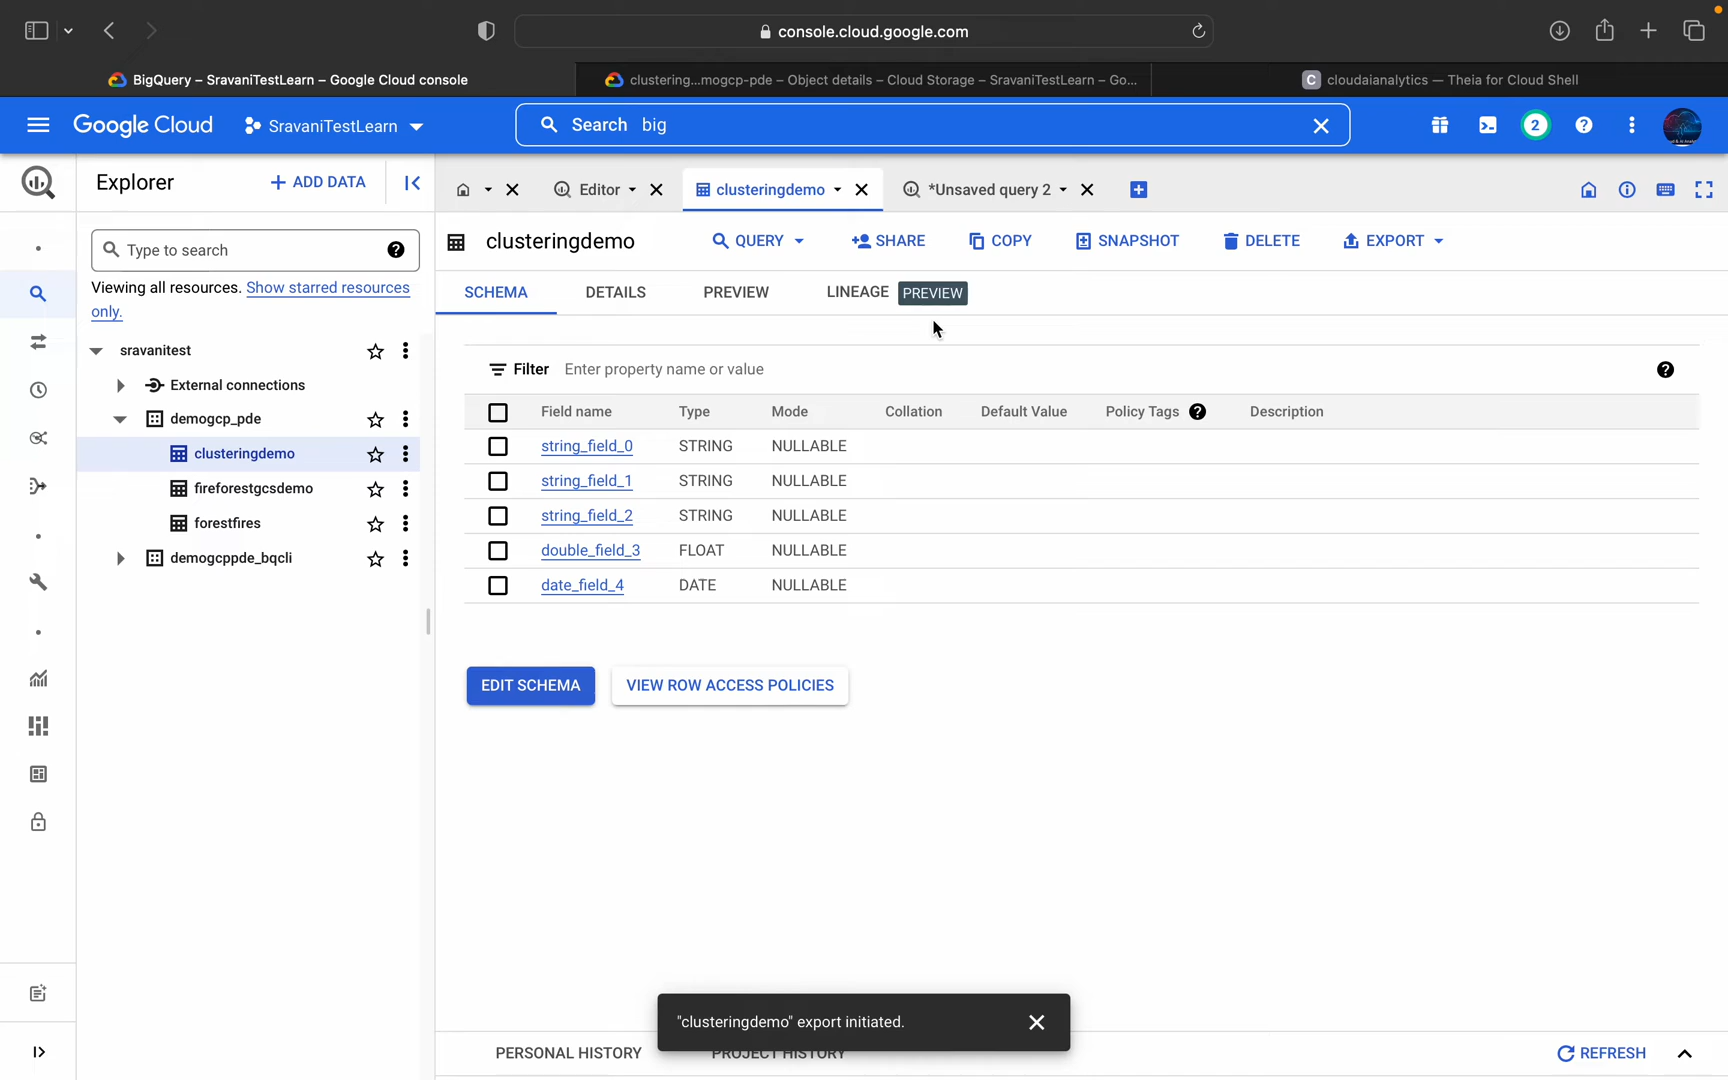 console.cloud.google.com
BigQuery – SravaniTestLearn – Google Cloud console
clustering...mogcp-pde – Object details – Cloud Storage – SravaniTestLearn – Go...
C cloudaianalytics — Theia for Cloud Shell
Google Cloud
SravaniTestLearn
Search big
2
Explorer
+ ADD DATA
Editor
clusteringdemo
*Unsaved query 2
Type to search
clusteringdemo
QUERY
SHARE
COPY
SNAPSHOT
DELETE
EXPORT
Viewing all resources. Show starred resources
only.
SCHEMA
DETAILS
PREVIEW
LINEAGE PREVIEW
sravanitest
External connections
demogcp_pde
clusteringdemo
fireforestgcsdemo
forestfires
demogcppde_bqcli
Filter Enter property name or value
Field name Type Mode Collation Default Value Policy Tags Description
string_field_0 STRING NULLABLE
string_field_1 STRING NULLABLE
string_field_2 STRING NULLABLE
double_field_3 FLOAT NULLABLE
date_field_4 DATE NULLABLE
EDIT SCHEMA
VIEW ROW ACCESS POLICIES
"clusteringdemo" export initiated.
PERSONAL HISTORY
PROJECT HISTORY
REFRESH